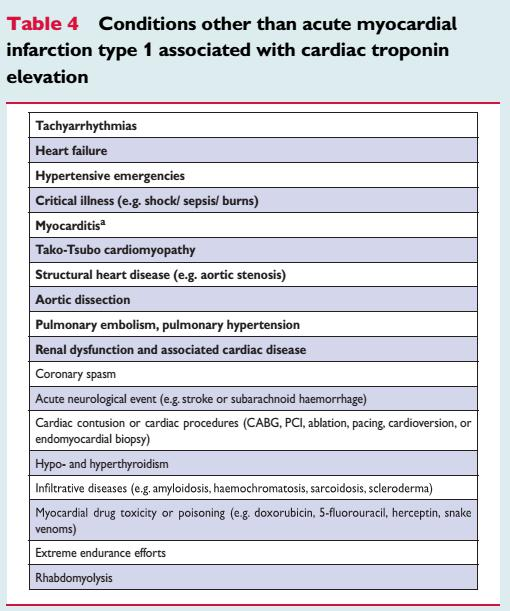 Table 4 Conditions other than acute myocardial
infarction type 1 associated with cardiac troponin
elevation
Tachyarrhythmias
Heart failure
Hypertensive emergencies
Critical illness (e.g. shock/ sepsis/ burns)
Myocarditisᵃ
Tako-Tsubo cardiomyopathy
Structural heart disease (e.g. aortic stenosis)
Aortic dissection
Pulmonary embolism, pulmonary hypertension
Renal dysfunction and associated cardiac disease
Coronary spasm
Acute neurological event (e.g. stroke or subarachnoid haemorrhage)
Cardiac contusion or cardiac procedures (CABG, PCI, ablation, pacing, cardioversion, or
endomyocardial biopsy)
Hypo- and hyperthyroidism
Infiltrative diseases (e.g. amyloidosis, haemochromatosis, sarcoidosis, scleroderma)
Myocardial drug toxicity or poisoning (e.g. doxorubicin, 5-fluorouracil, herceptin, snake
venoms)
Extreme endurance efforts
Rhabdomyolysis